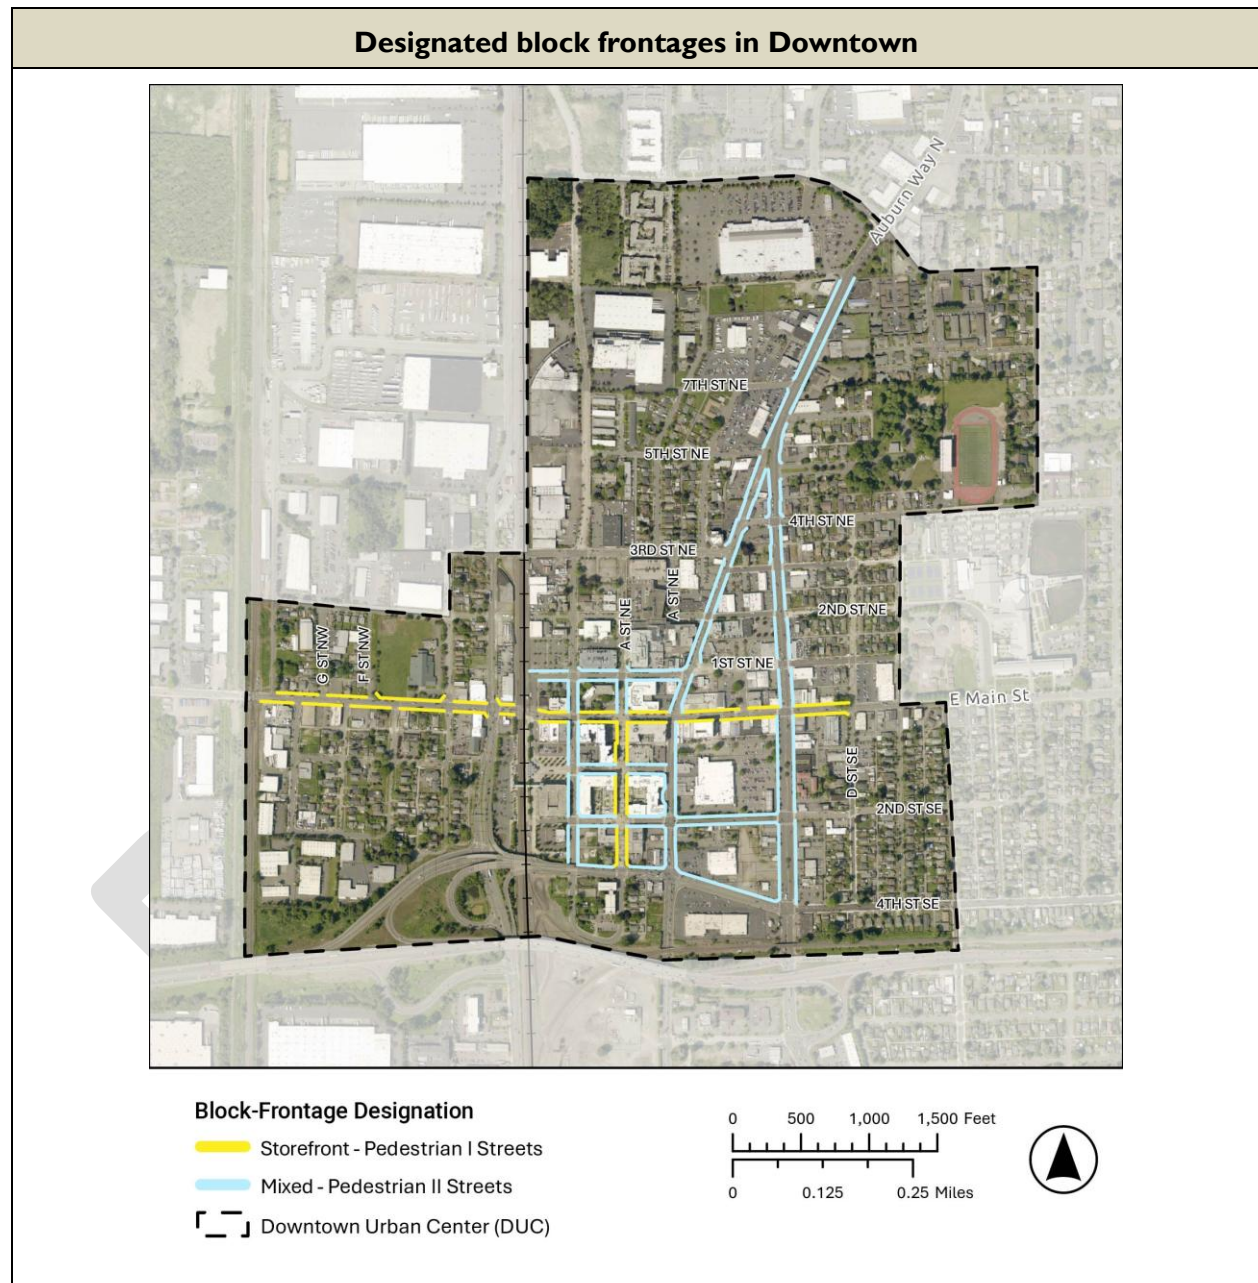 Designated block frontages in Downtown
Auburn Way N
7TH ST NE
5TH ST NE
4TH ST NE
3RD ST NE
A ST NE
A ST NE
2ND ST NE
G ST NW
F ST NW
1ST ST NE
E Main St
D ST SE
2ND ST SE
4TH ST SE
Block-Frontage Designation
Storefront - Pedestrian I Streets
Mixed - Pedestrian II Streets
Downtown Urban Center (DUC)
0 500 1,000 1,500 Feet
0 0.125 0.25 Miles